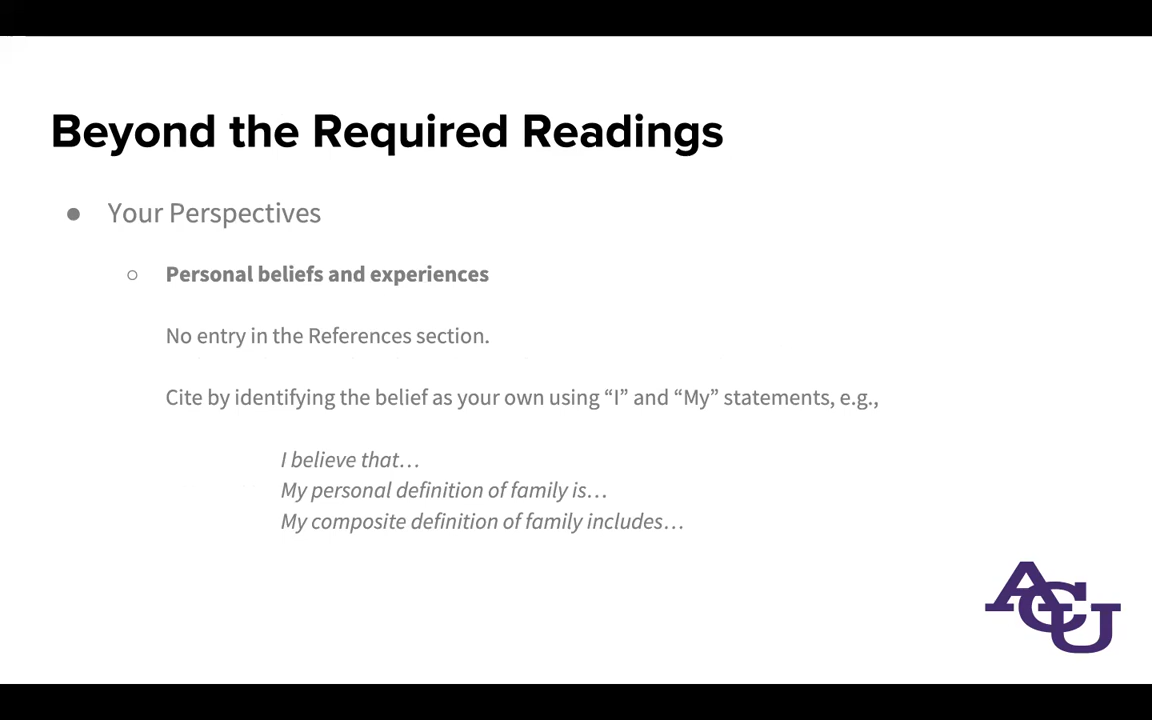 Beyond the Required Readings
● Your Perspectives
○ Personal beliefs and experiences
No entry in the References section.
Cite by identifying the belief as your own using “I” and “My” statements, e.g.,
I believe that…
My personal definition of family is…
My composite definition of family includes…
ACU